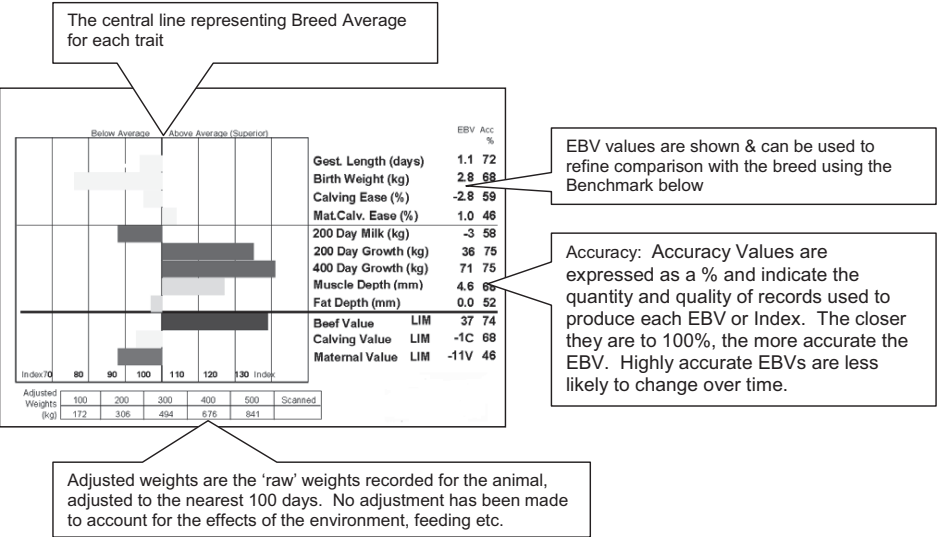 The central line representing Breed Average
for each trait
Below Average Above Average (Superior)
EBV Acc
%
Gest. Length (days) 1.1 72
Birth Weight (kg) 2.8 68
Calving Ease (%) -2.8 59
Mat.Calv. Ease (%) 1.0 46
200 Day Milk (kg) -3 58
200 Day Growth (kg) 36 75
400 Day Growth (kg) 71 75
Muscle Depth (mm) 4.6 68
Fat Depth (mm) 0.0 52
Beef Value LIM 37 74
Calving Value LIM -1C 68
Maternal Value LIM -11V 46
Index70 80 90 100 110 120 130 Index
Adjusted
Weights
(kg)
100 200 300 400 500 Scanned
172 306 494 676 841
EBV values are shown & can be used to
refine comparison with the breed using the
Benchmark below
Accuracy: Accuracy Values are
expressed as a % and indicate the
quantity and quality of records used to
produce each EBV or Index. The closer
they are to 100%, the more accurate the
EBV. Highly accurate EBVs are less
likely to change over time.
Adjusted weights are the ‘raw’ weights recorded for the animal,
adjusted to the nearest 100 days. No adjustment has been made
to account for the effects of the environment, feeding etc.